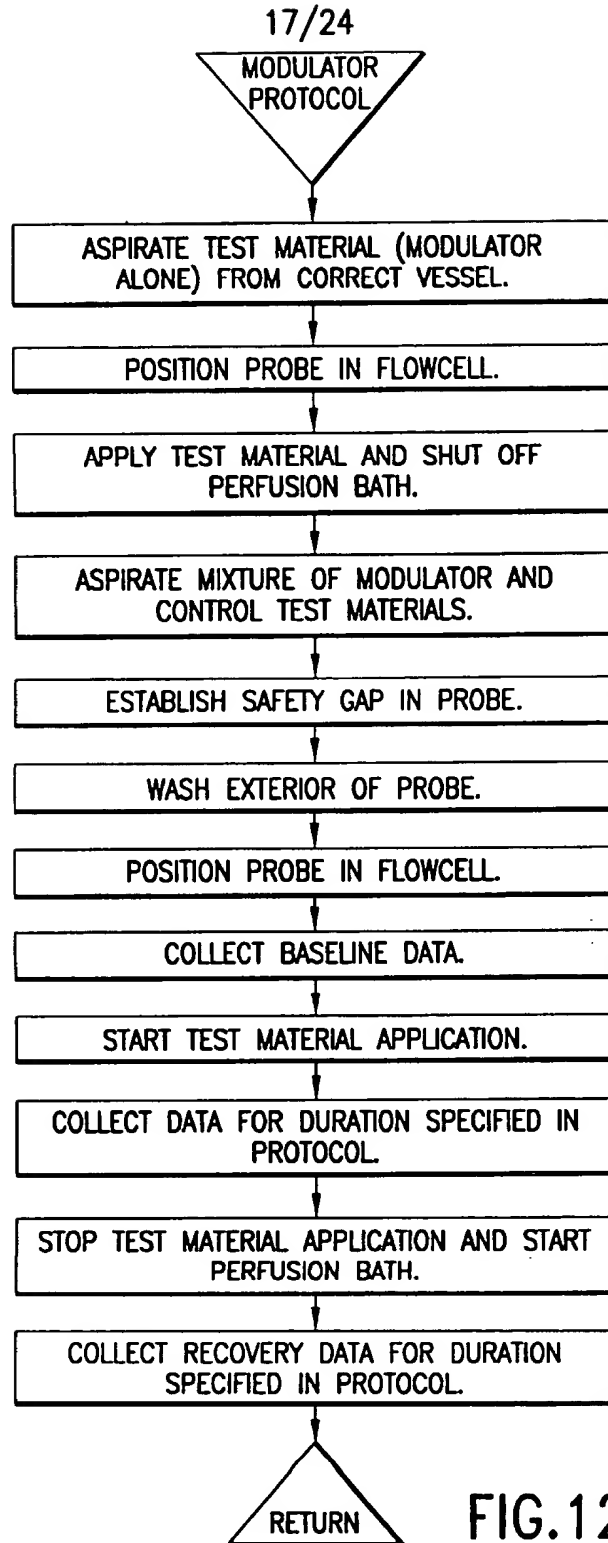 17/24
MODULATOR
PROTOCOL
ASPIRATE TEST MATERIAL (MODULATOR
ALONE) FROM CORRECT VESSEL.
POSITION PROBE IN FLOWCELL.
APPLY TEST MATERIAL AND SHUT OFF
PERFUSION BATH.
ASPIRATE MIXTURE OF MODULATOR AND
CONTROL TEST MATERIALS.
ESTABLISH SAFETY GAP IN PROBE.
WASH EXTERIOR OF PROBE.
POSITION PROBE IN FLOWCELL.
COLLECT BASELINE DATA.
START TEST MATERIAL APPLICATION.
COLLECT DATA FOR DURATION SPECIFIED IN
PROTOCOL.
STOP TEST MATERIAL APPLICATION AND START
PERFUSION BATH.
COLLECT RECOVERY DATA FOR DURATION
SPECIFIED IN PROTOCOL.
RETURN
FIG.12